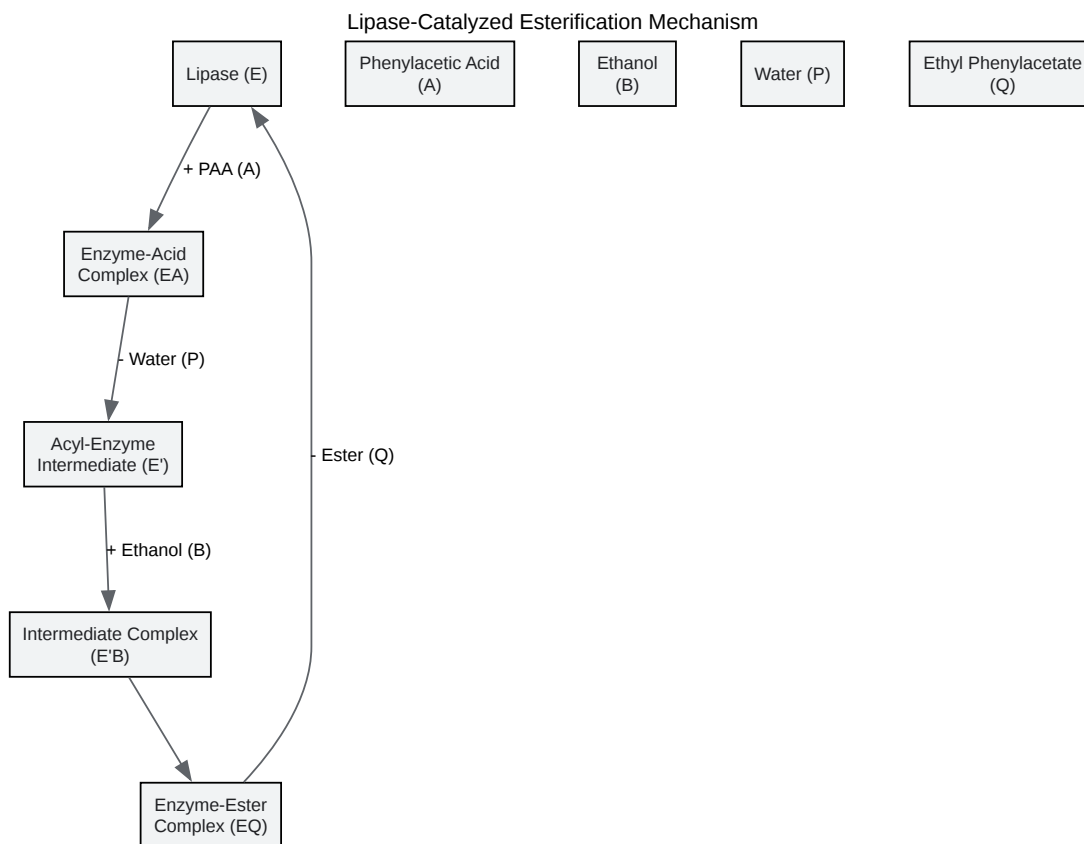 Lipase-Catalyzed Esterification Mechanism
Lipase (E)
Phenylacetic Acid
(A)
Ethanol
(B)
Water (P)
Ethyl Phenylacetate
(Q)
+ PAA (A)
Enzyme-Acid
Complex (EA)
- Water (P)
Acyl-Enzyme
Intermediate (E')
- Ester (Q)
+ Ethanol (B)
Intermediate Complex
(E'B)
Enzyme-Ester
Complex (EQ)